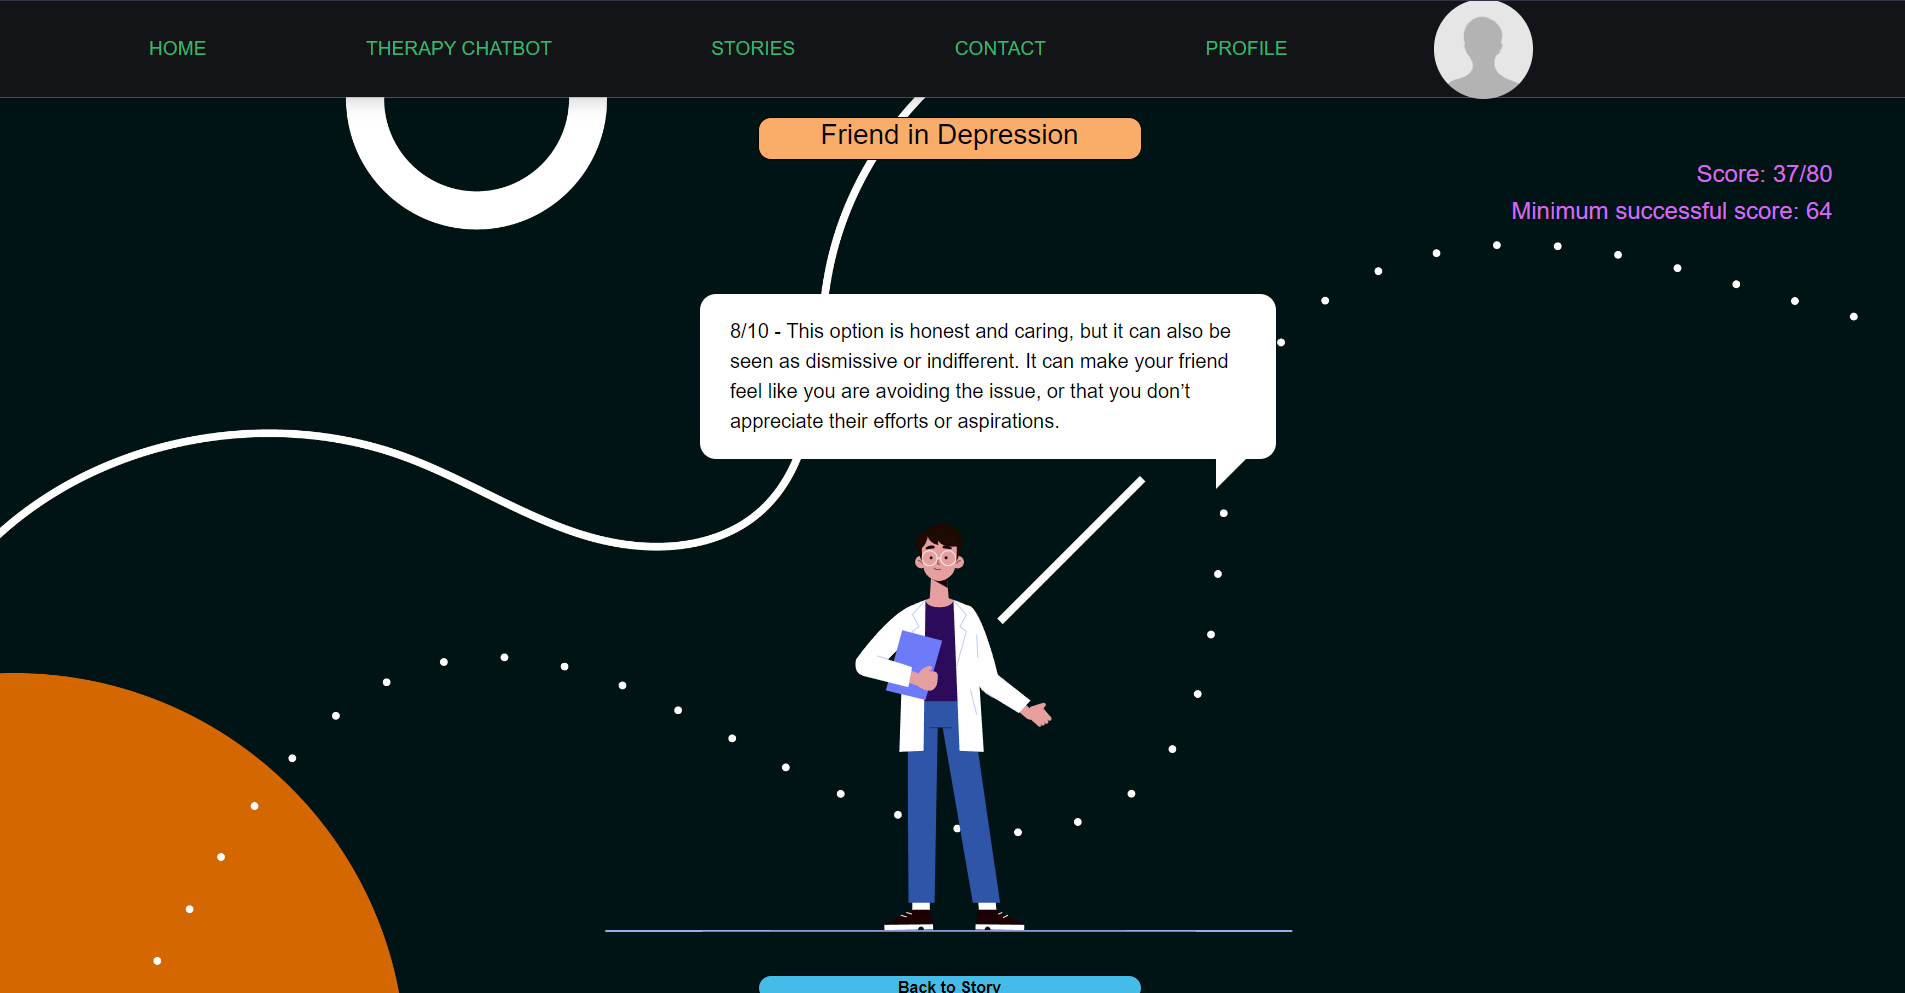 HOME THERAPY CHATBOT STORIES CONTACT PROFILE
Friend in Depression
Score: 37/80
Minimum successful score: 64
8/10 - This option is honest and caring, but it can also be
seen as dismissive or indifferent. It can make your friend
feel like you are avoiding the issue, or that you don’t
appreciate their efforts or aspirations.
Back to Story